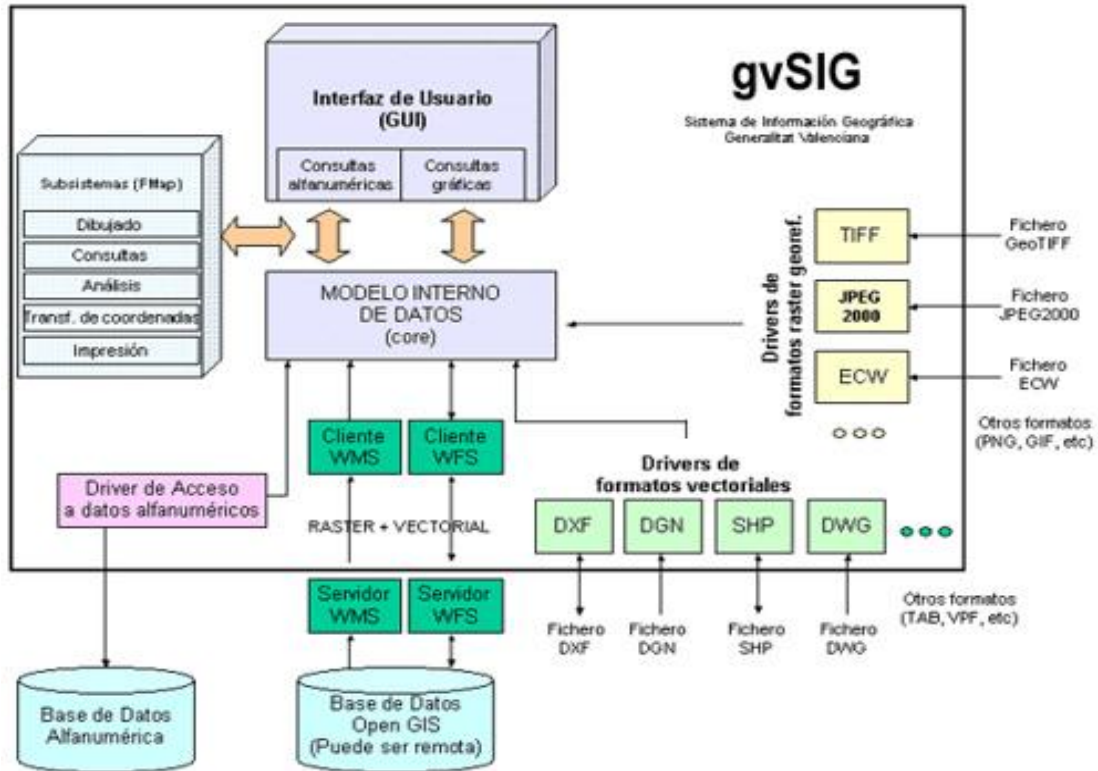 gvSIG
Sistema de Información Geográfica
Generalitat Valenciana
Interfaz de Usuario
(GUI)
Consultas
alfanuméricas
Consultas
gráficas
Subsistemas (FMap)
Dibujado
Consultas
Análisis
Transf. de coordenadas
Impresión
MODELO INTERNO
DE DATOS
(core)
Drivers de
formatos raster georef.
TIFF
JPEG
2000
ECW
Fichero
GeoTIFF
Fichero
JPEG2000
Fichero
ECW
Otros formatos
(PNG, GIF, etc)
Cliente
WMS
Cliente
WFS
Driver de Acceso
a datos alfanuméricos
RASTER + VECTORIAL
Drivers de
formatos vectoriales
DXF
DGN
SHP
DWG
Servidor
WMS
Servidor
WFS
Fichero
DXF
Fichero
DGN
Fichero
SHP
Fichero
DWG
Otros formatos
(TAB, VPF, etc)
Base de Datos
Alfanumérica
Base de Datos
Open GIS
(Puede ser remota)